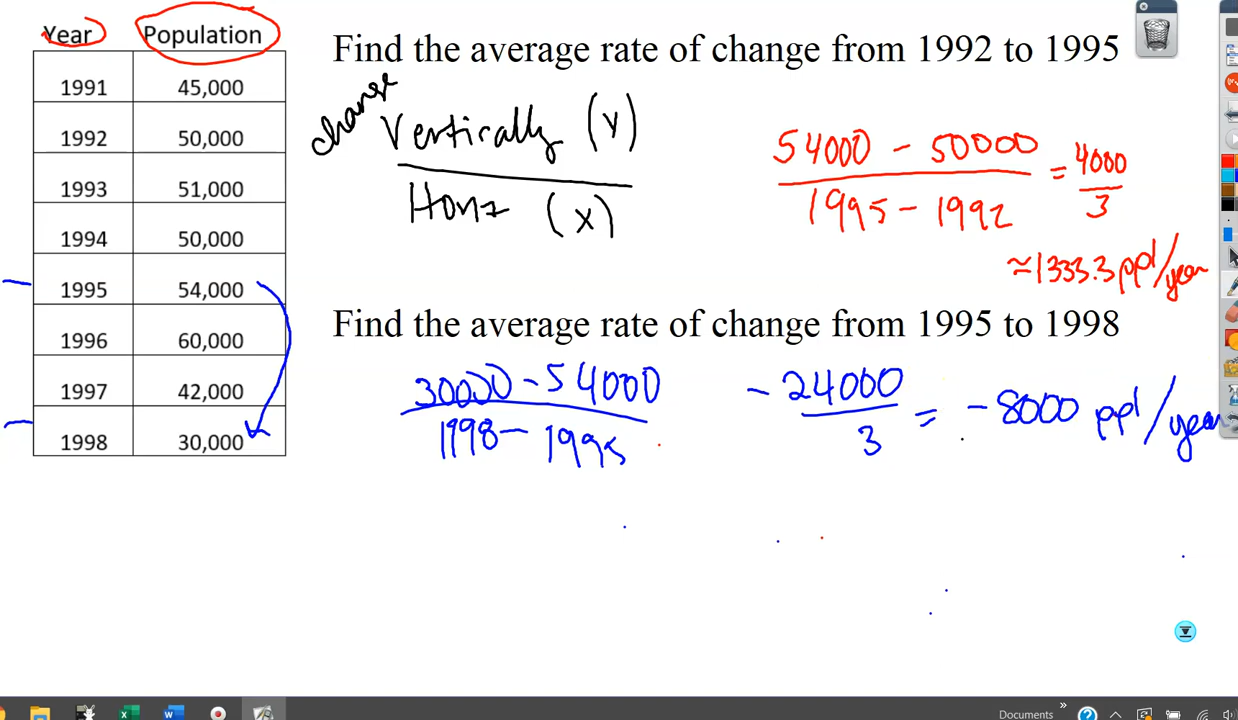 Year Population
1991 45,000
1992 50,000
1993 51,000
1994 50,000
1995 54,000
1996 60,000
1997 42,000
1998 30,000
Find the average rate of change from 1992 to 1995
change
Vertically (y)
Horiz (x)
54000 - 50000
1995 - 1992
= 4000
3
≈1333.3 ppl/year
Find the average rate of change from 1995 to 1998
30000 - 54000
1998 - 1995
-24000
3
= -8000 ppl/year
Documents »